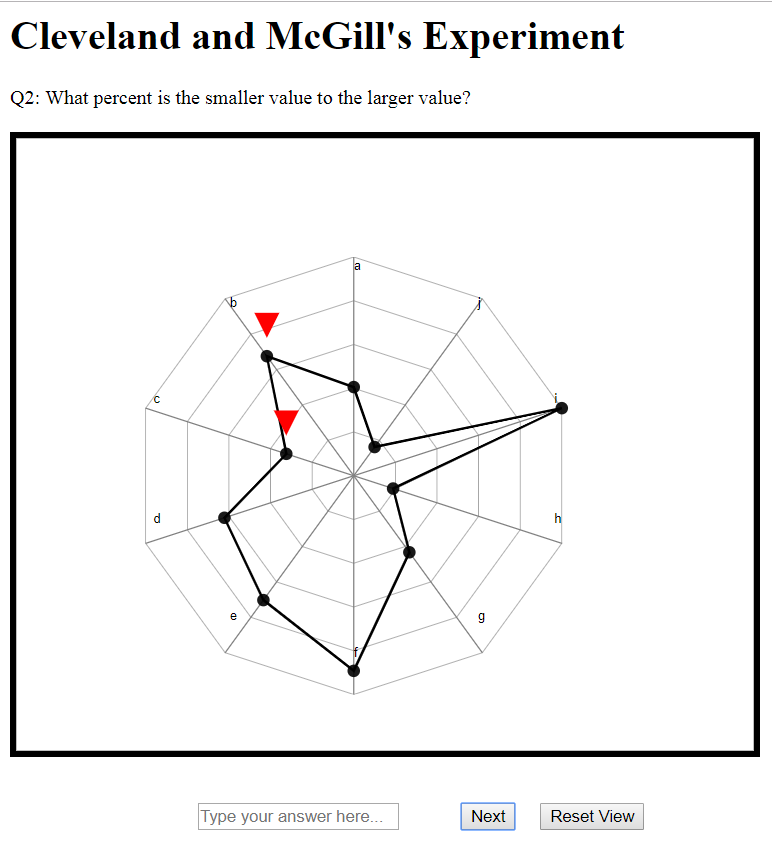 Cleveland and McGill's Experiment
Q2: What percent is the smaller value to the larger value?
a
b
j
c
i
d
h
e
g
f
Type your answer here...
Next
Reset View